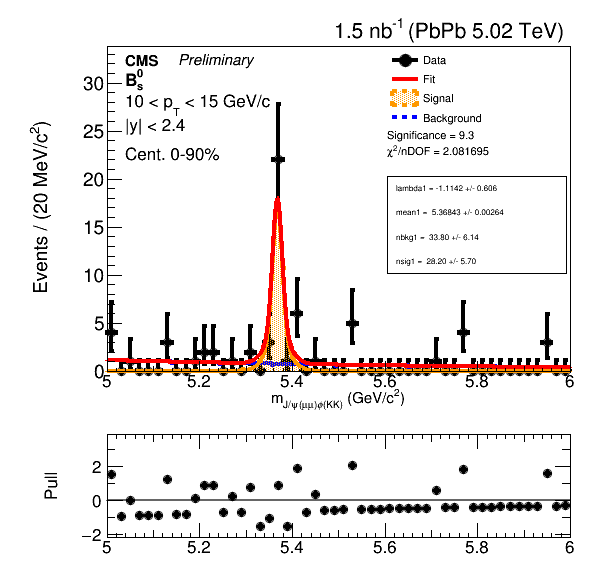 1.5 nb⁻¹ (PbPb 5.02 TeV)
CMS Preliminary
B⁰ₛ
10 < p_T < 15 GeV/c
|y| < 2.4
Cent. 0-90%
Data
Fit
Signal
Background
Significance = 9.3
χ²/nDOF = 2.081695
lambda1 = -1.1142 +/- 0.606
mean1 = 5.36843 +/- 0.00264
nbkg1 = 33.80 +/- 6.14
nsig1 = 28.20 +/- 5.70
Events / (20 MeV/c²)
30
25
20
15
10
5
0
5 5.2 5.4 5.6 5.8 6
m_J/ψ(μμ)φ(KK) (GeV/c²)
Pull
2
0
−2
5 5.2 5.4 5.6 5.8 6